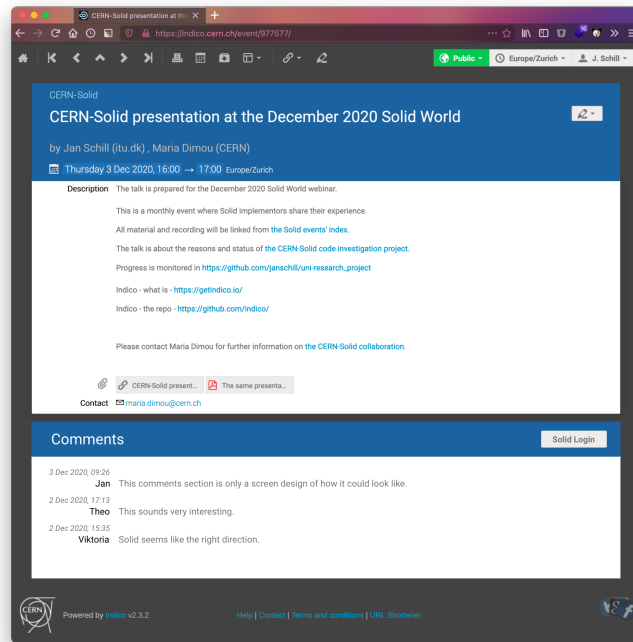 CERN-Solid presentation at the
10
https://indico.cern.ch/event/977577/
Public
Europe/Zurich
J. Schill
CERN-Solid
CERN-Solid presentation at the December 2020 Solid World
by Jan Schill (itu.dk) , Maria Dimou (CERN)
Thursday 3 Dec 2020, 16:00 → 17:00 Europe/Zurich
Description The talk is prepared for the December 2020 Solid World webinar.
This is a monthly event where Solid implementors share their experience.
All material and recording will be linked from the Solid events' index.
The talk is about the reasons and status of the CERN-Solid code investigation project.
Progress is monitored in https://github.com/janschill/uni-research_project
Indico - what is - https://getindico.io/
Indico - the repo - https://github.com/indico/
Please contact Maria Dimou for further information on the CERN-Solid collaboration.
CERN-Solid present... The same presenta...
Contact maria.dimou@cern.ch
Comments
Solid Login
3 Dec 2020, 09:26
Jan This comments section is only a screen design of how it could look like.
2 Dec 2020, 17:13
Theo This sounds very interesting.
2 Dec 2020, 15:35
Viktoria Solid seems like the right direction.
CERN
Powered by Indico v2.3.2
Help | Contact | Terms and conditions | URL Shortener